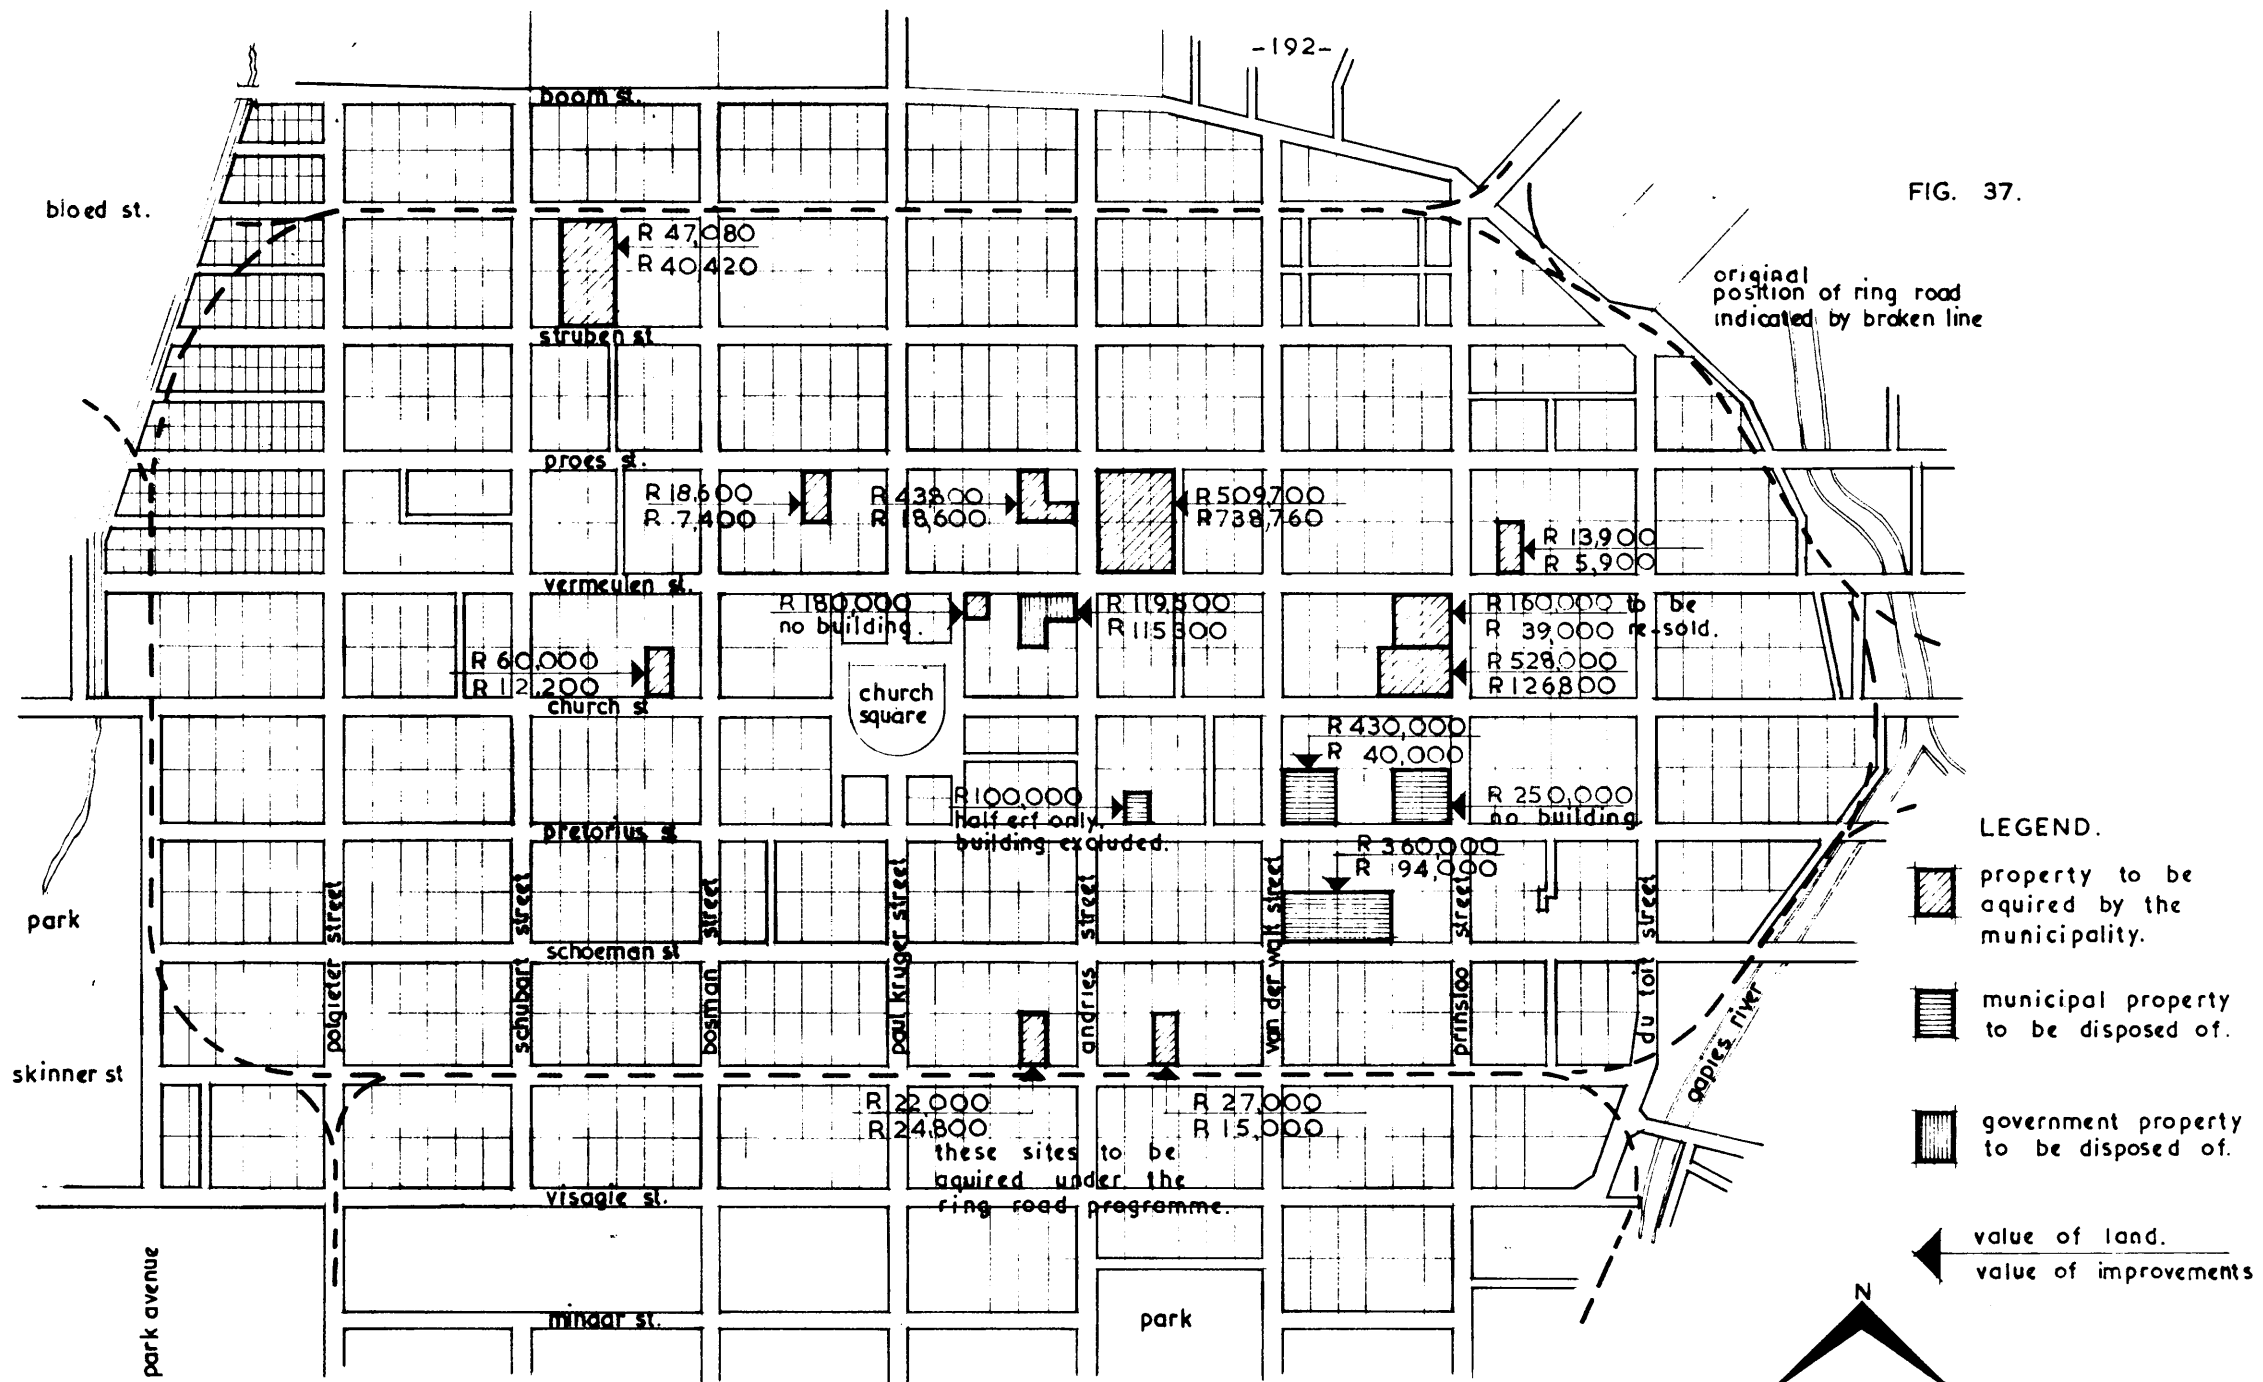 -192-
boom st.
bloed st.
FIG. 37.
R 47,080
R 40,420
original
position of ring road
indicated by broken line
struben st
proes st.
R 18,600
R 7,400
R 43,800
R 18,600
R 509,700
R 738,760
R 13,900
R 5,900
vermeulen st.
R 180,000
no building.
R 119,500
R 115,300
R 160,000 to be
R 39,000 re-sold.
R 60,000
R 12,200
R 528,000
R 126,800
church st
church
square
R 430,000
R 40,000
R 100,000
Half erf only,
building excluded.
R 250,000
no building
pretorius st
R 360,000
R 94,000
LEGEND.
property to be
aquired by the
municipality.
park
potgieter street
schubart street
bosman street
paul kruger street
andries street
van der walt street
prinsloo street
du toit street
schoeman st
municipal property
to be disposed of.
aapies river
skinner st
R 22,000
R 24,800
R 27,000
R 15,000
these sites to be
aquired under the
ring road programme.
government property
to be disposed of.
visagie st.
value of land.
value of improvements
park avenue
minaar st.
park
N